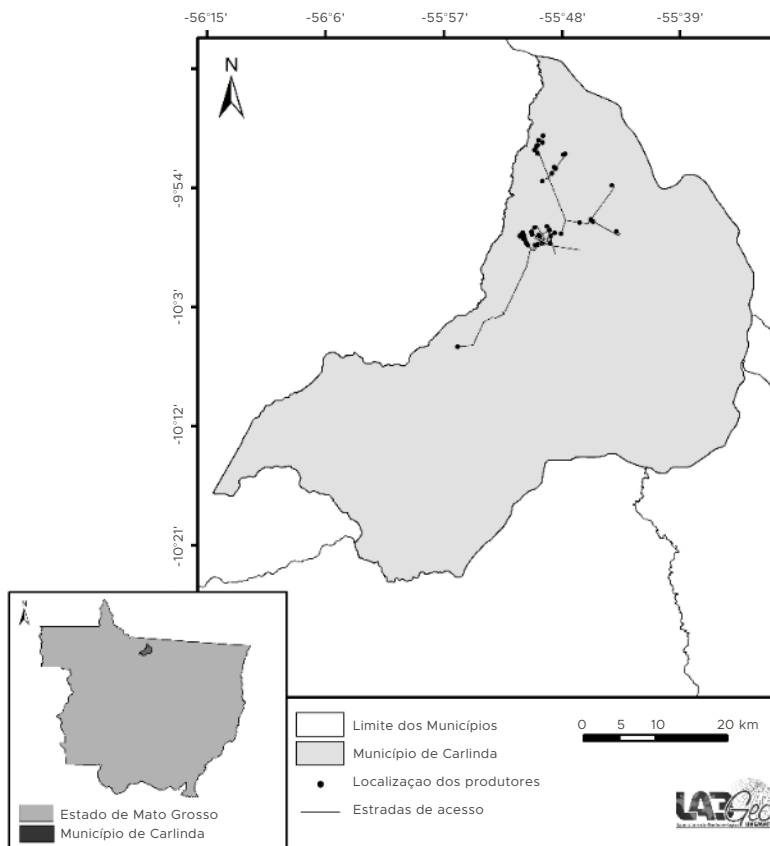 -56°15' -56°6' -55°57' -55°48' -55°39'
N
-9°54'
-10°3'
-10°12'
-10°21'
N
Estado de Mato Grosso
Município de Carlinda
Limite dos Municípios
Município de Carlinda
Localizaçao dos produtores
Estradas de acesso
0 5 10 20 km
LABGeo